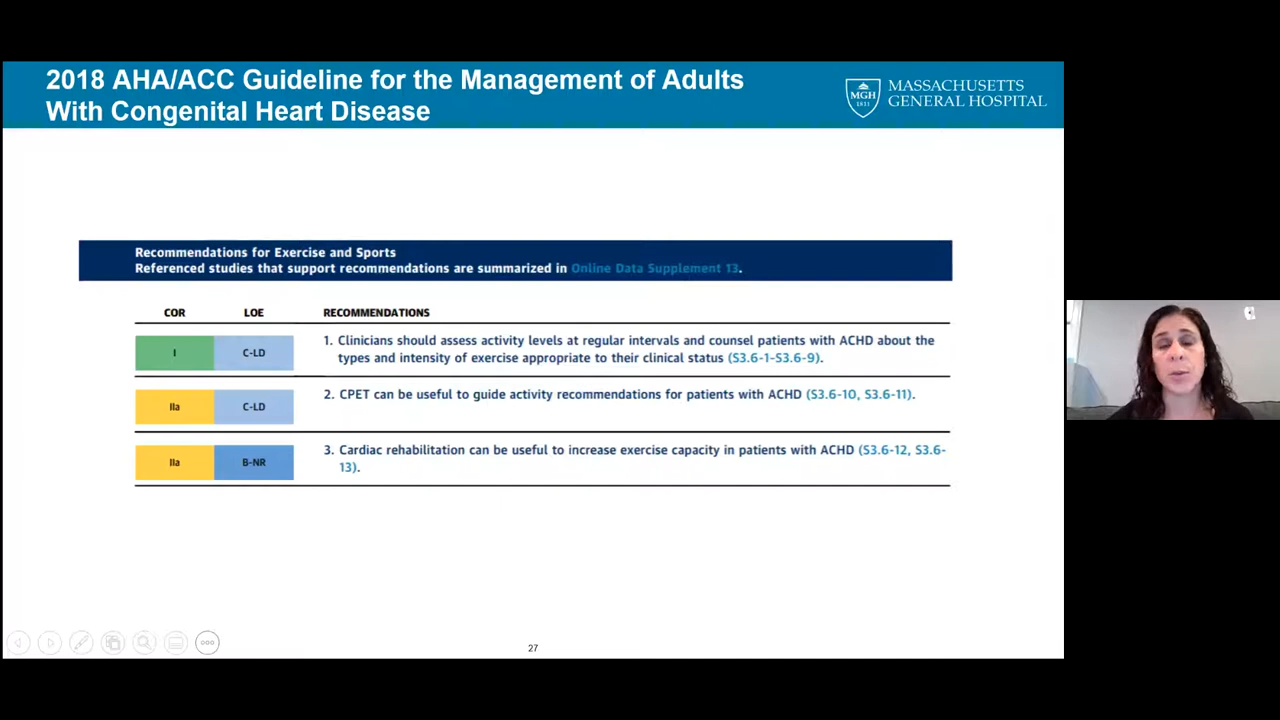 2018 AHA/ACC Guideline for the Management of Adults
With Congenital Heart Disease
MGH
1811
MASSACHUSETTS
GENERAL HOSPITAL
Recommendations for Exercise and Sports
Referenced studies that support recommendations are summarized in Online Data Supplement 13.
COR LOE RECOMMENDATIONS
I C-LD 1. Clinicians should assess activity levels at regular intervals and counsel patients with ACHD about the
types and intensity of exercise appropriate to their clinical status (S3.6-1–S3.6-9).
IIa C-LD 2. CPET can be useful to guide activity recommendations for patients with ACHD (S3.6-10, S3.6-11).
IIa B-NR 3. Cardiac rehabilitation can be useful to increase exercise capacity in patients with ACHD (S3.6-12, S3.6-
13).
27